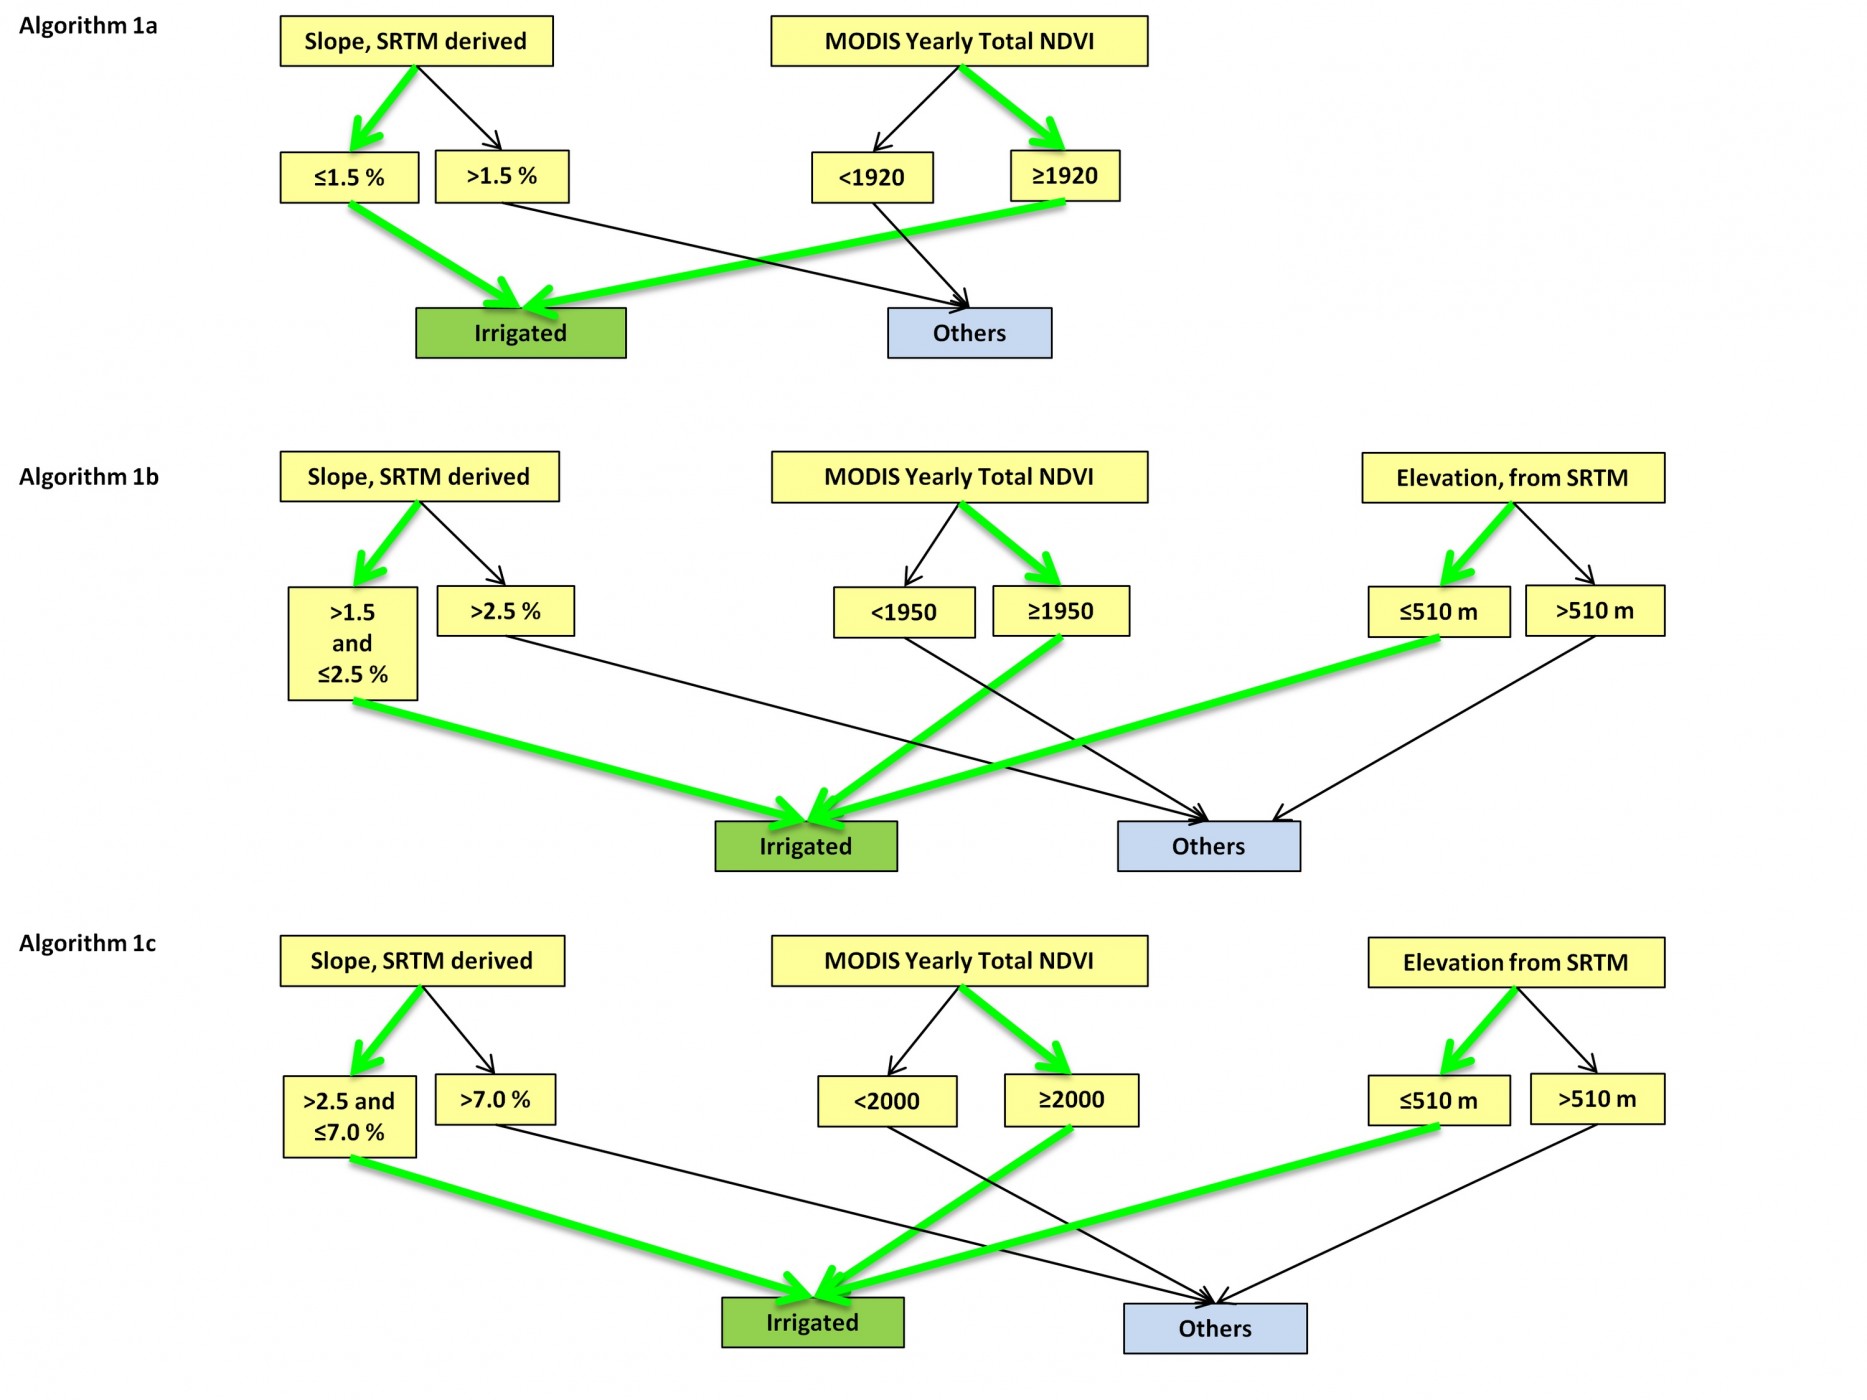 Algorithm 1a
Slope, SRTM derived
MODIS Yearly Total NDVI
≤1.5 %
>1.5 %
<1920
≥1920
Irrigated
Others
Algorithm 1b
Slope, SRTM derived
MODIS Yearly Total NDVI
Elevation, from SRTM
>1.5
and
≤2.5 %
>2.5 %
<1950
≥1950
≤510 m
>510 m
Irrigated
Others
Algorithm 1c
Slope, SRTM derived
MODIS Yearly Total NDVI
Elevation from SRTM
>2.5 and
≤7.0 %
>7.0 %
<2000
≥2000
≤510 m
>510 m
Irrigated
Others